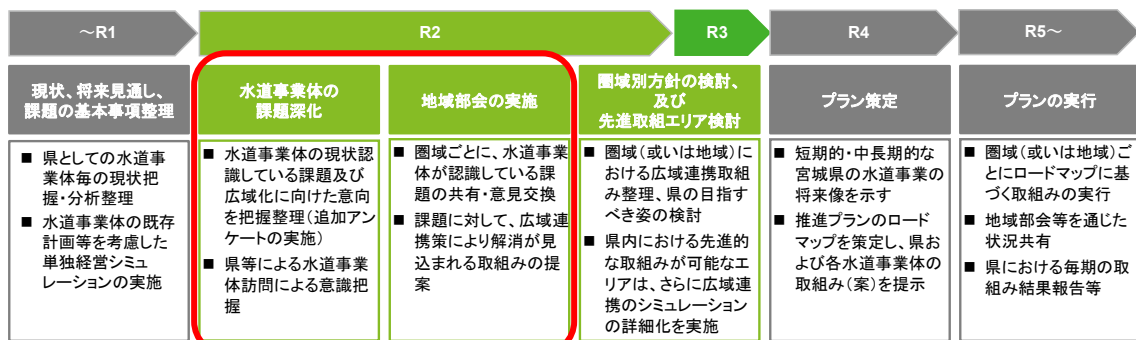 ～R1
R2
R3
R4
R5～
現状、将来見通し、
課題の基本事項整理
水道事業体の
課題深化
地域部会の実施
圏域別方針の検討、
及び
先進取組エリア検討
プラン策定
プランの実行
■ 県としての水道事
業体毎の現状把
握・分析整理
■ 水道事業体の既存
計画等を考慮した
単独経営シミュ
レーションの実施
■ 水道事業体の現状認
識している課題及び
広域化に向けた意向
を把握整理(追加アン
ケートの実施)
■ 県等による水道事業
体訪問による意識把
握
■ 圏域ごとに、水道事業
体が認識している課
題の共有・意見交換
■ 課題に対して、広域連
携策により解消が見
込まれる取組みの提
案
■ 圏域(或いは地域)に
おける広域連携取組
み整理、県の目指す
べき姿の検討
■ 県内における先進的
な取組みが可能なエ
リアは、さらに広域連
携のシミュレーション
の詳細化を実施
■ 短期的・中長期的な
宮城県の水道事業の
将来像を示す
■ 推進プランのロード
マップを策定し、県お
よび各水道事業体の
取組み(案)を提示
■ 圏域(或いは地域)ご
とにロードマップに基
づく取組みの実行
■ 地域部会等を通じた
状況共有
■ 県における毎期の取
組み結果報告等